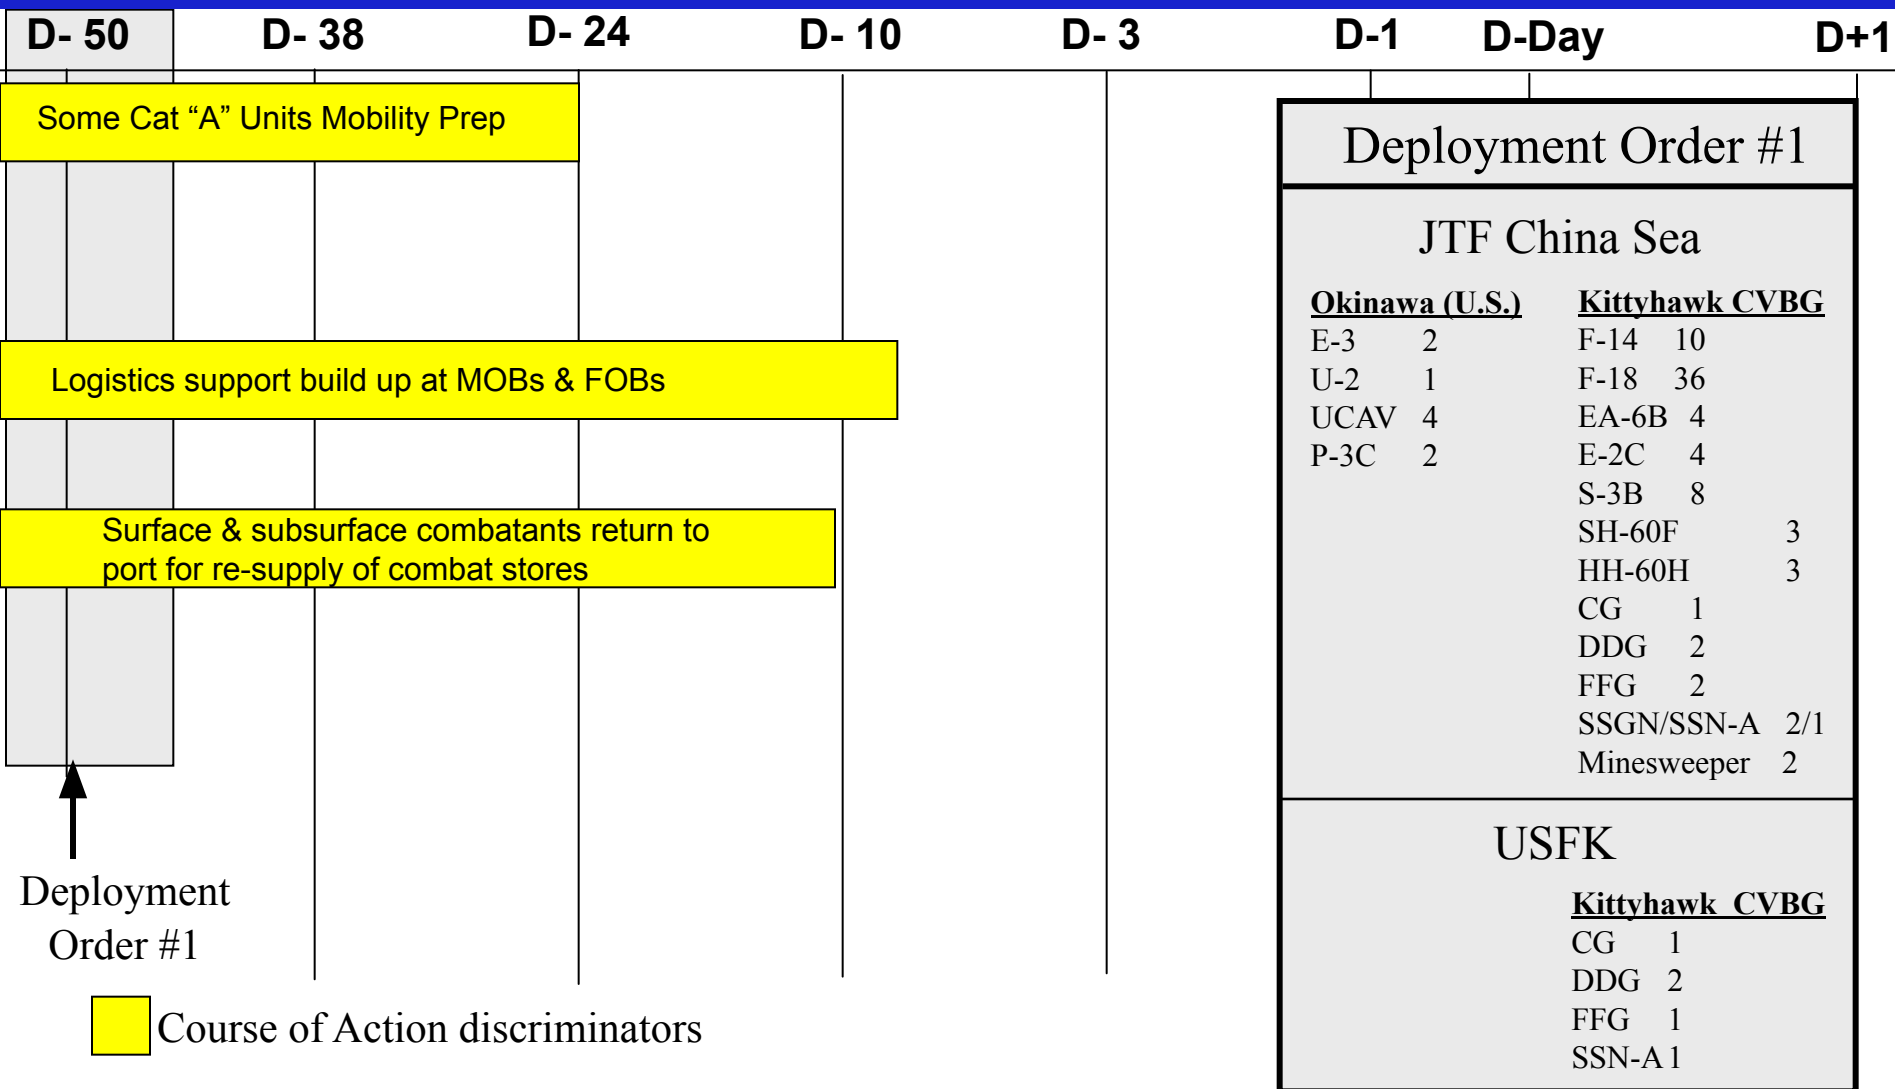 D- 50 D- 38 D- 24 D- 10 D- 3 D-1 D-Day D+1
Some Cat “A” Units Mobility Prep
Logistics support build up at MOBs & FOBs
Surface & subsurface combatants return to
port for re-supply of combat stores
Deployment
Order #1
Course of Action discriminators
Deployment Order #1
JTF China Sea
Okinawa (U.S.)
E-3 2
U-2 1
UCAV 4
P-3C 2
Kittyhawk CVBG
F-14 10
F-18 36
EA-6B 4
E-2C 4
S-3B 8
SH-60F 3
HH-60H 3
CG 1
DDG 2
FFG 2
SSGN/SSN-A 2/1
Minesweeper 2
USFK
Kittyhawk CVBG
CG 1
DDG 2
FFG 1
SSN-A 1